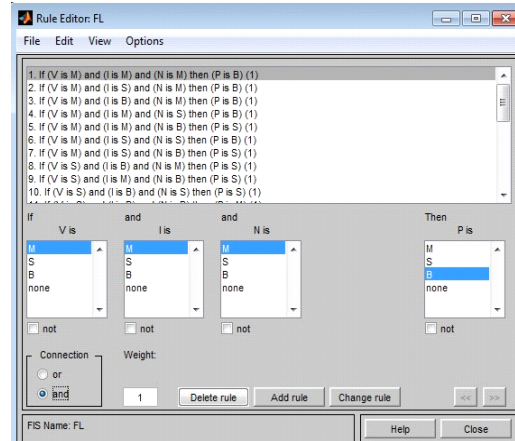 Rule Editor: FL
File Edit View Options
1. If (V is M) and (I is M) and (N is M) then (P is B) (1)
2. If (V is M) and (I is S) and (N is M) then (P is B) (1)
3. If (V is M) and (I is B) and (N is M) then (P is B) (1)
4. If (V is M) and (I is M) and (N is S) then (P is B) (1)
5. If (V is M) and (I is M) and (N is B) then (P is S) (1)
6. If (V is M) and (I is S) and (N is S) then (P is B) (1)
7. If (V is M) and (I is B) and (N is B) then (P is S) (1)
8. If (V is S) and (I is M) and (N is B) then (P is B) (1)
9. If (V is S) and (I is S) and (N is M) then (P is B) (1)
10. If (V is S) and (I is B) and (N is S) then (P is S) (1)
If and and Then
V is I is N is P is
M M M M
S S S S
B B B B
none none none none
not not not not
Connection Weight:
or
and 1 Delete rule Add rule Change rule << >>
FIS Name: FL Help Close